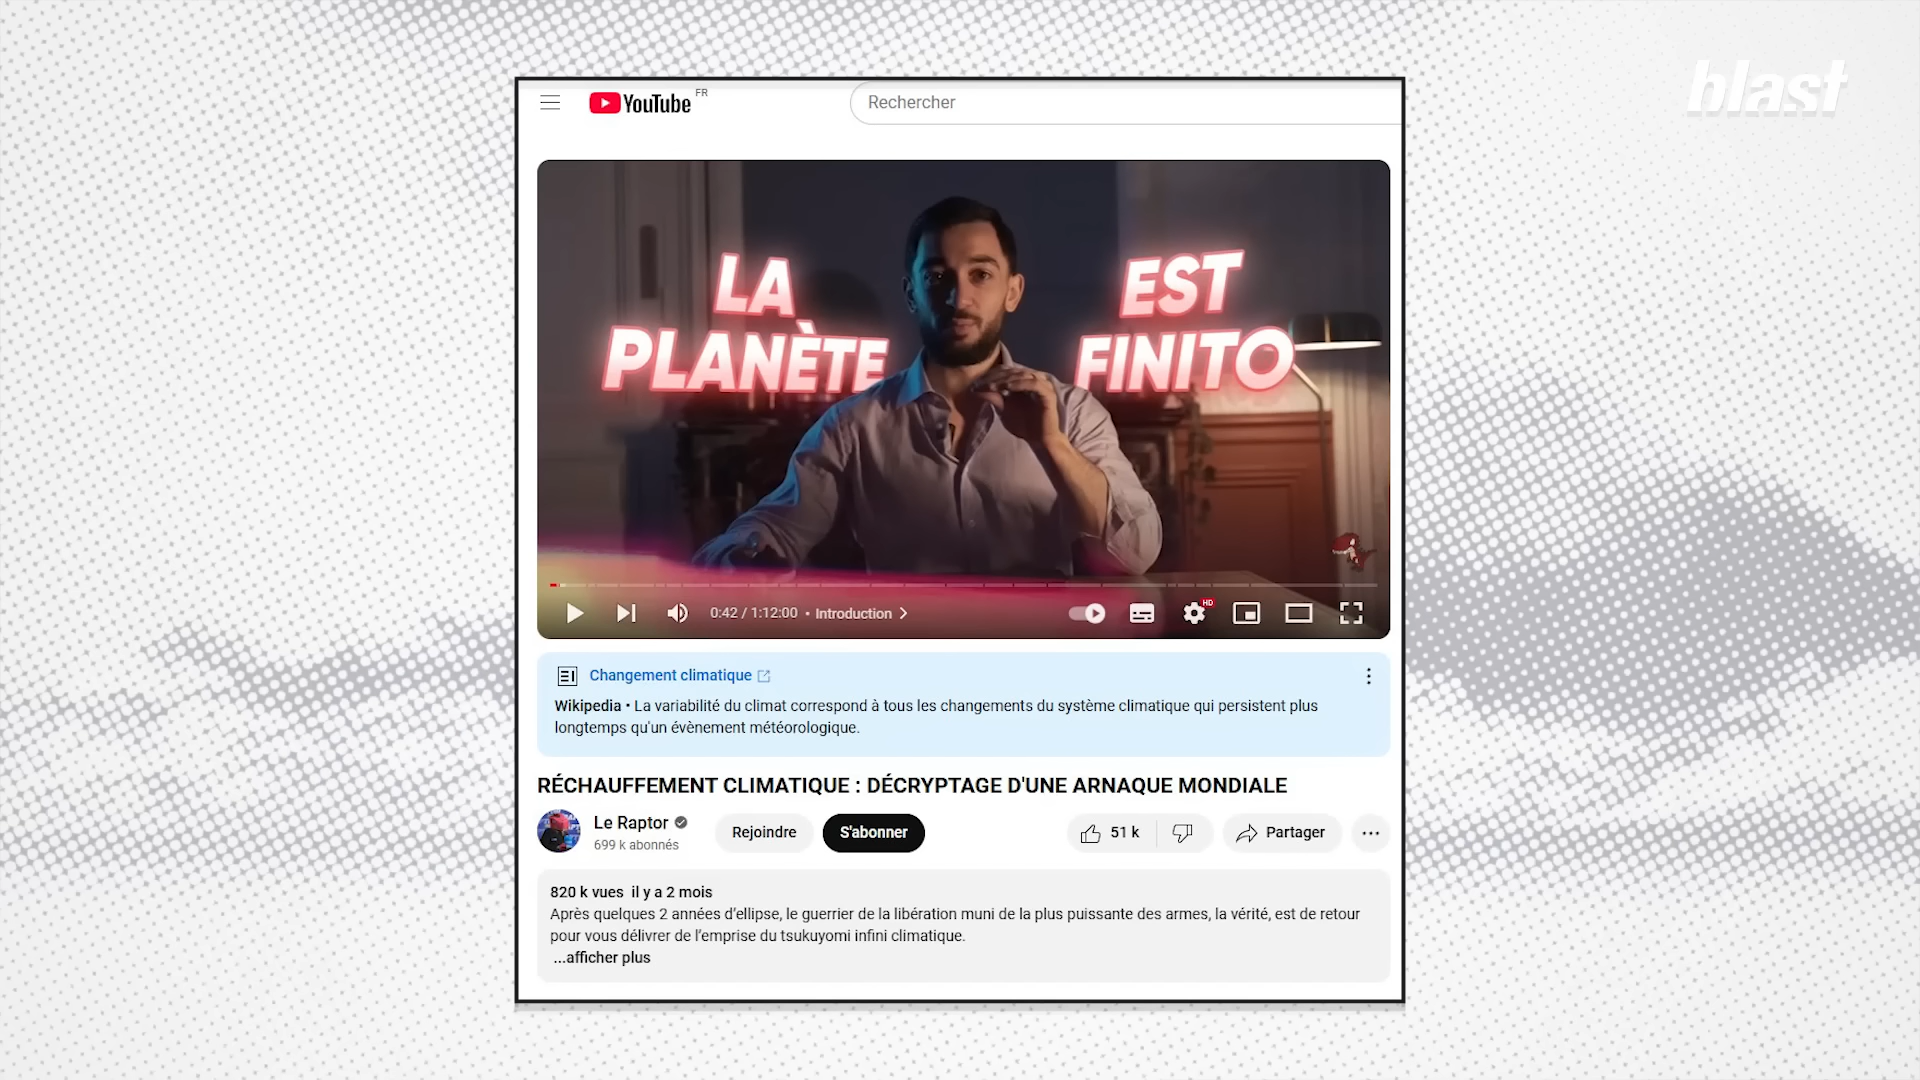 blast
YouTube FR
Rechercher
LA
PLANÈTE
EST
FINITO
0:42 / 1:12:00 • Introduction
HD
Changement climatique
Wikipedia • La variabilité du climat correspond à tous les changements du système climatique qui persistent plus
longtemps qu'un évènement météorologique.
RÉCHAUFFEMENT CLIMATIQUE : DÉCRYPTAGE D'UNE ARNAQUE MONDIALE
Le Raptor
699 k abonnés
Rejoindre
S'abonner
51 k
Partager
820 k vues il y a 2 mois
Après quelques 2 années d'ellipse, le guerrier de la libération muni de la plus puissante des armes, la vérité, est de retour
pour vous délivrer de l'emprise du tsukuyomi infini climatique.
...afficher plus